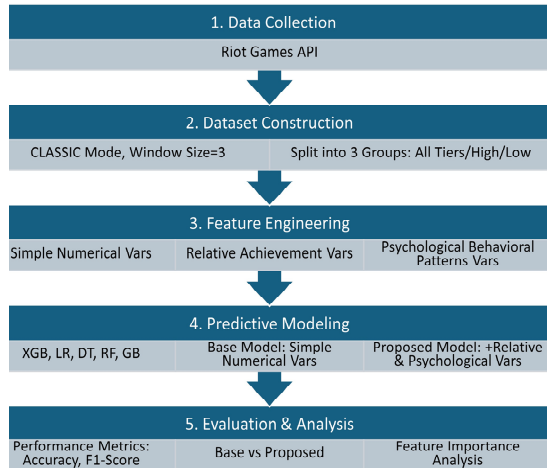 1. Data Collection
Riot Games API
2. Dataset Construction
CLASSIC Mode, Window Size=3
Split into 3 Groups: All Tiers/High/Low
3. Feature Engineering
Simple Numerical Vars
Relative Achievement Vars
Psychological Behavioral
Patterns Vars
4. Predictive Modeling
XGB, LR, DT, RF, GB
Base Model: Simple
Numerical Vars
Proposed Model: +Relative
& Psychological Vars
5. Evaluation & Analysis
Performance Metrics:
Accuracy, F1-Score
Base vs Proposed
Feature Importance
Analysis